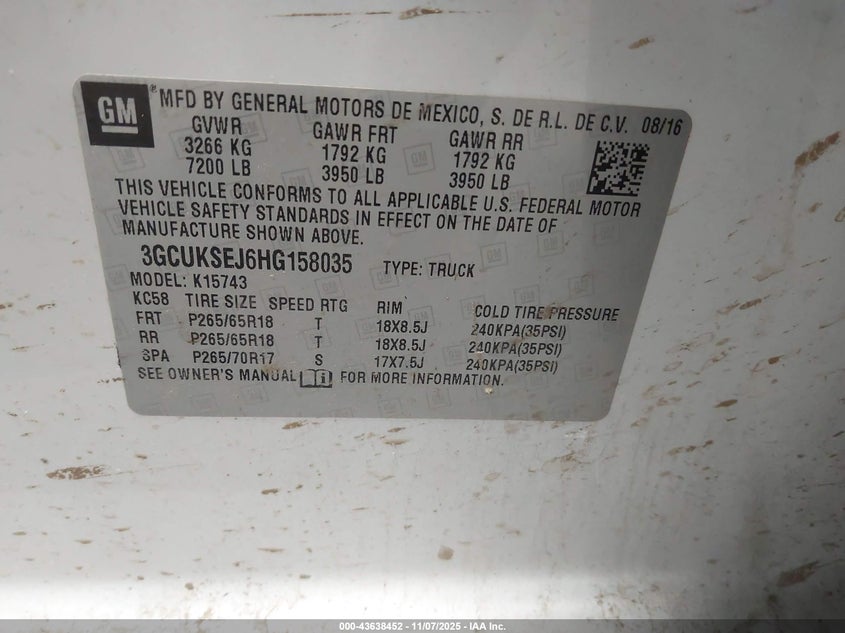 GM
® MFD BY GENERAL MOTORS DE MEXICO, S. DE R.L. DE C.V. 08/16
GVWR GAWR FRT GAWR RR
3266 KG 1792 KG 1792 KG
7200 LB 3950 LB 3950 LB
THIS VEHICLE CONFORMS TO ALL APPLICABLE U.S. FEDERAL MOTOR
VEHICLE SAFETY STANDARDS IN EFFECT ON THE DATE OF
MANUFACTURE SHOWN ABOVE.
3GCUKSEJ6HG158035 TYPE: TRUCK
MODEL: K15743
KC58 TIRE SIZE SPEED RTG RIM COLD TIRE PRESSURE
FRT P265/65R18 T 18X8.5J 240KPA(35PSI)
RR P265/65R18 T 18X8.5J 240KPA(35PSI)
SPA P265/70R17 S 17X7.5J 240KPA(35PSI)
SEE OWNER'S MANUAL FOR MORE INFORMATION.
000-43638452 - 11/07/2025 - IAA Inc.